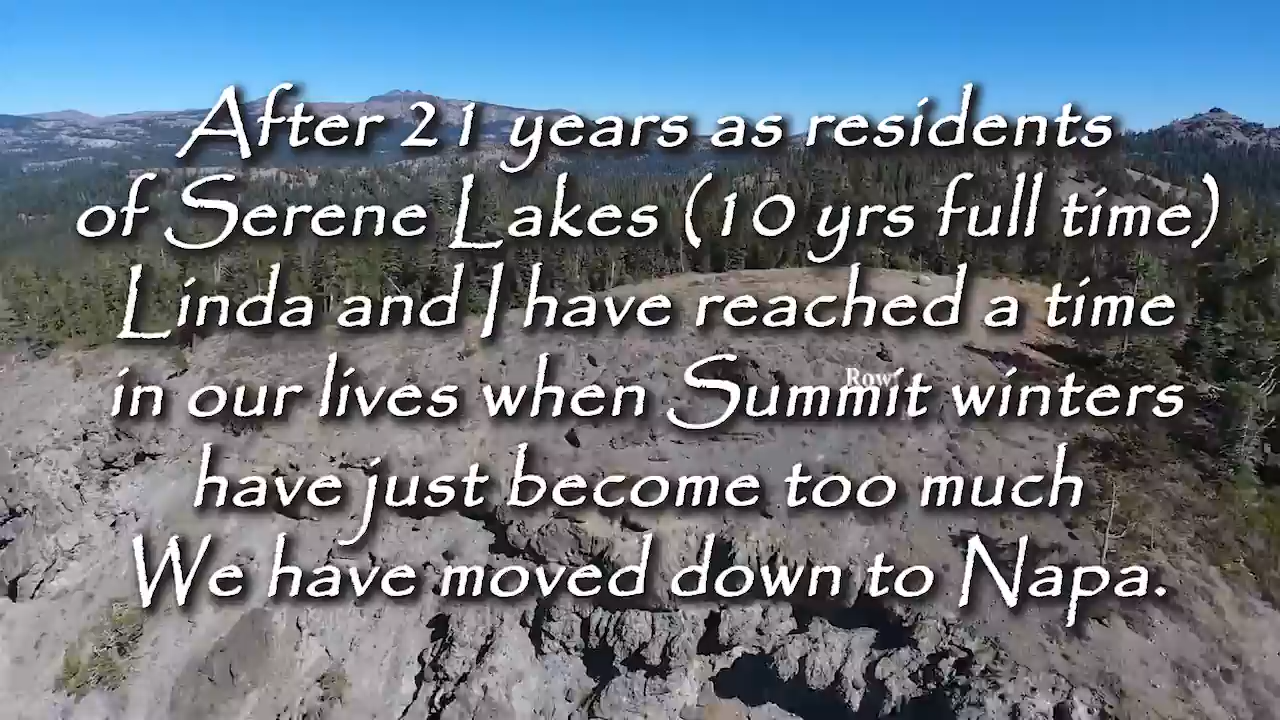 After 21 years as residents
of Serene Lakes (10 yrs full time)
Linda and I have reached a time
in our lives when Summit winters
have just become too much
We have moved down to Napa.